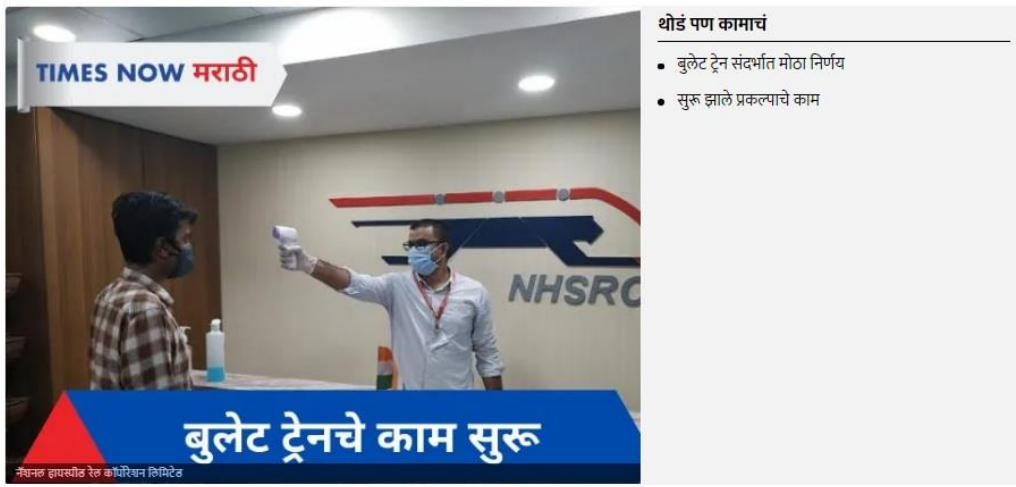 TIMES NOW मराठी
NHSRC
बुलेट ट्रेनचे काम सुरू
नॅशनल हायस्पीड रेल कॉर्पोरेशन लिमिटेड
थोडं पण कामाचं
बुलेट ट्रेन संदर्भात मोठा निर्णय
सुरू झाले प्रकल्पाचे काम